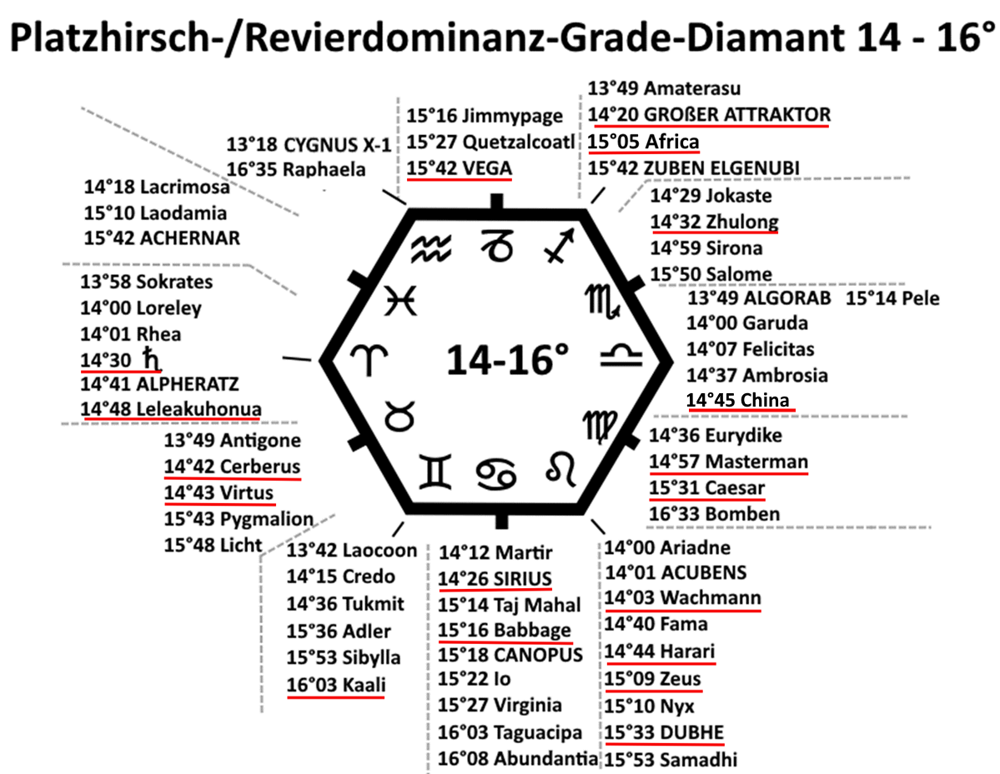 Platzhirsch-/Revierdominanz-Grade-Diamant 14 - 16°
13°18 CYGNUS X-1
16°35 Raphaela
15°16 Jimmypage
15°27 Quetzalcoatl
15°42 VEGA
13°49 Amaterasu
14°20 GROßER ATTRAKTOR
15°05 Africa
15°42 ZUBEN ELGENUBI
14°18 Lacrimosa
15°10 Laodamia
15°42 ACHERNAR
14°29 Jokaste
14°32 Zhulong
14°59 Sirona
15°50 Salome
13°58 Sokrates
14°00 Loreley
14°01 Rhea
14°30 ♄
14°41 ALPHERATZ
14°48 Leleakuhonua
♒ ♑ ♐
♓ ♏
♈ 14-16° ♎
♉ ♍
♊ ♋ ♌
13°49 ALGORAB 15°14 Pele
14°00 Garuda
14°07 Felicitas
14°37 Ambrosia
14°45 China
13°49 Antigone
14°42 Cerberus
14°43 Virtus
15°43 Pygmalion
15°48 Licht
14°36 Eurydike
14°57 Masterman
15°31 Caesar
16°33 Bomben
13°42 Laocoon
14°15 Credo
14°36 Tukmit
15°36 Adler
15°53 Sibylla
16°03 Kaali
14°12 Martir
14°26 SIRIUS
15°14 Taj Mahal
15°16 Babbage
15°18 CANOPUS
15°22 Io
15°27 Virginia
16°03 Taguacipa
16°08 Abundantia
14°00 Ariadne
14°01 ACUBENS
14°03 Wachmann
14°40 Fama
14°44 Harari
15°09 Zeus
15°10 Nyx
15°33 DUBHE
15°53 Samadhi